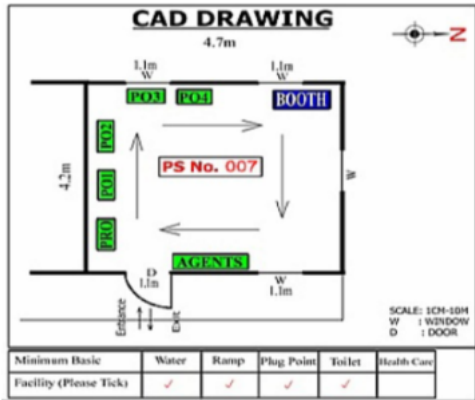 CAD DRAWING
4.7m
N
1.1m
W
1.1m
W
PO3
PO4
BOOTH
PO2
4.2m
PS No. 007
W
PO1
PRO
AGENTS
D
1.1m
W
1.1m
Entrance
Exit
SCALE: 1CM-10M
W : WINDOW
D : DOOR
Minimum Basic Water Ramp Plug Point Toilet Health Care
Facility (Please Tick) ✓ ✓ ✓ ✓